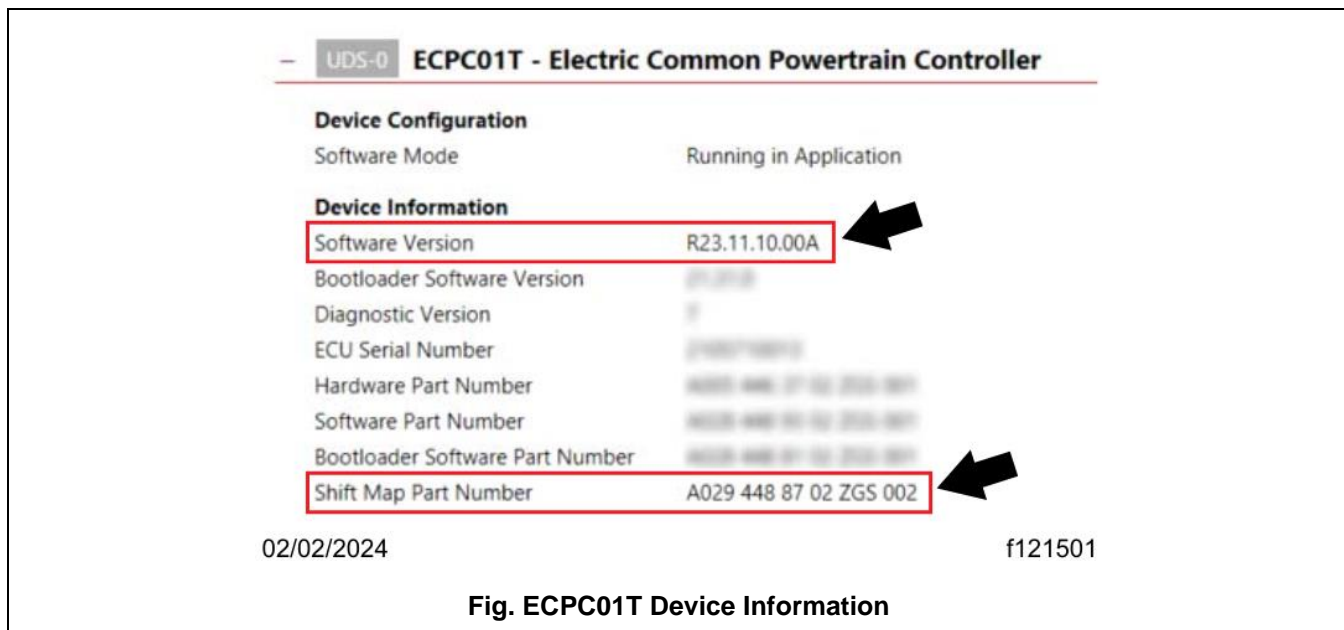 – UDS-0 ECPC01T - Electric Common Powertrain Controller
Device Configuration
Software Mode Running in Application
Device Information
Software Version R23.11.10.00A
Bootloader Software Version
Diagnostic Version
ECU Serial Number
Hardware Part Number
Software Part Number
Bootloader Software Part Number
Shift Map Part Number A029 448 87 02 ZGS 002
02/02/2024 f121501
Fig. ECPC01T Device Information